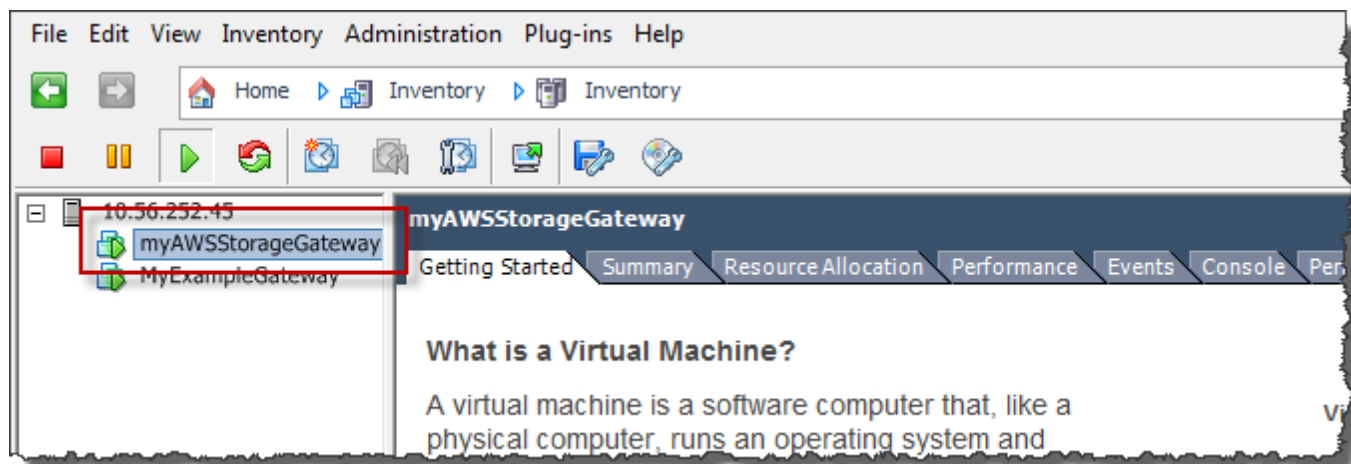 File Edit View Inventory Administration Plug-ins Help
Home Inventory Inventory
10.56.252.45
myAWSStorageGateway
MyExampleGateway
myAWSStorageGateway
Getting Started Summary Resource Allocation Performance Events Console
What is a Virtual Machine?
A virtual machine is a software computer that, like a
physical computer, runs an operating system and